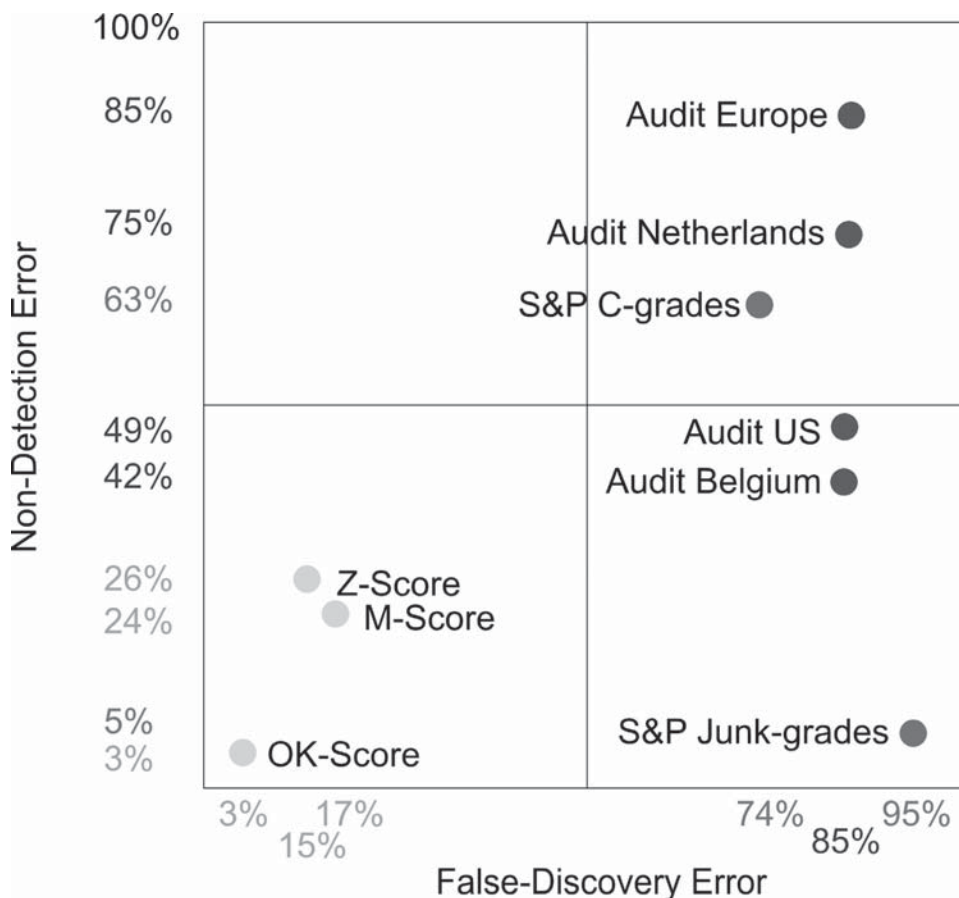 100%
85%
Audit Europe
75%
Audit Netherlands
63%
S&P C-grades
Non-Detection Error
49%
Audit US
42%
Audit Belgium
26%
Z-Score
24%
M-Score
5%
S&P Junk-grades
3%
OK-Score
3% 17% 74% 95%
15% 85%
False-Discovery Error